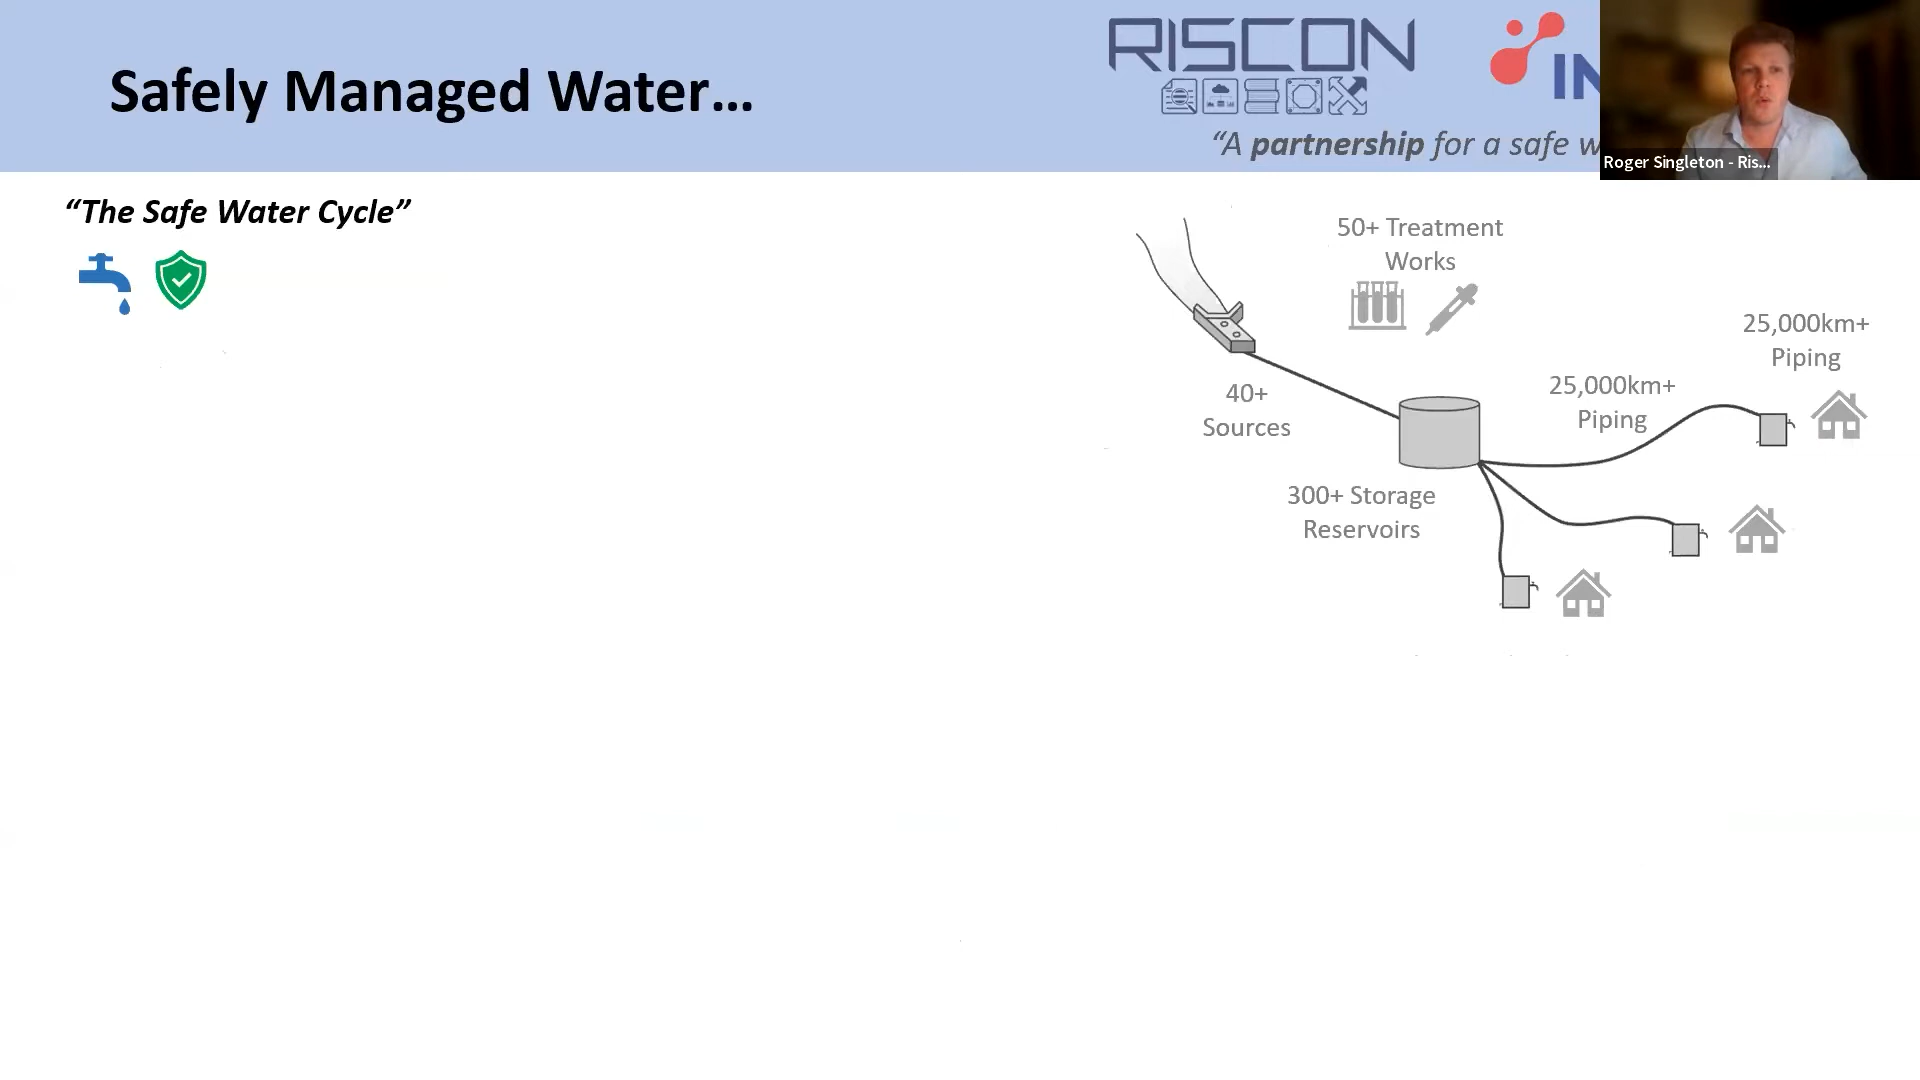 Safely Managed Water...
RISCON
IN
“A partnership for a safe w
Roger Singleton - Ris...
“The Safe Water Cycle”
50+ Treatment
Works
25,000km+
Piping
25,000km+
Piping
40+
Sources
300+ Storage
Reservoirs